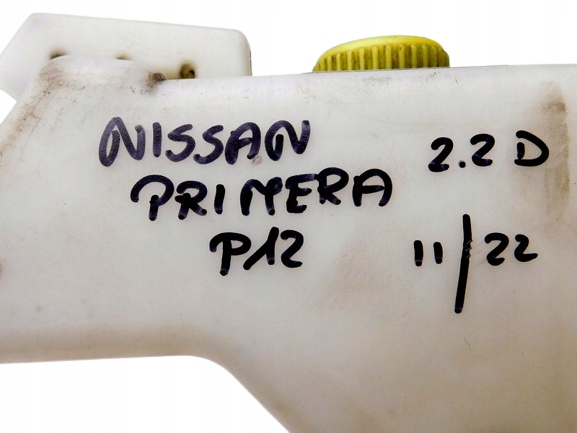 NISSAN 2.2 D
PRIMERA
P12 11/22